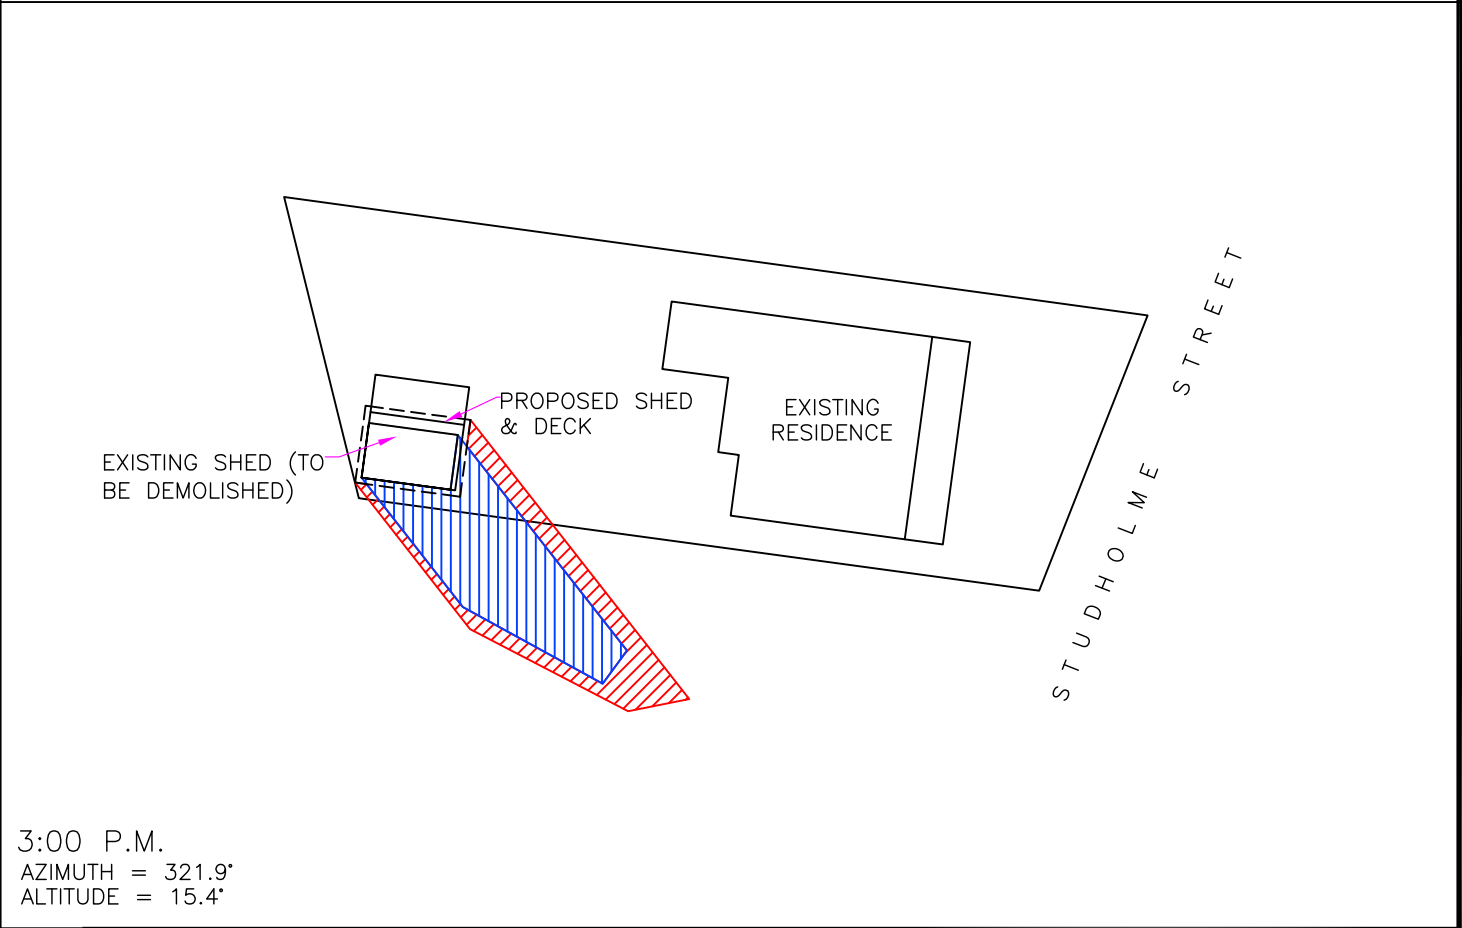 PROPOSED SHED
& DECK
EXISTING SHED (TO
BE DEMOLISHED)
EXISTING
RESIDENCE
STUDHOLME STREET
3:00 P.M.
AZIMUTH = 321.9°
ALTITUDE = 15.4°